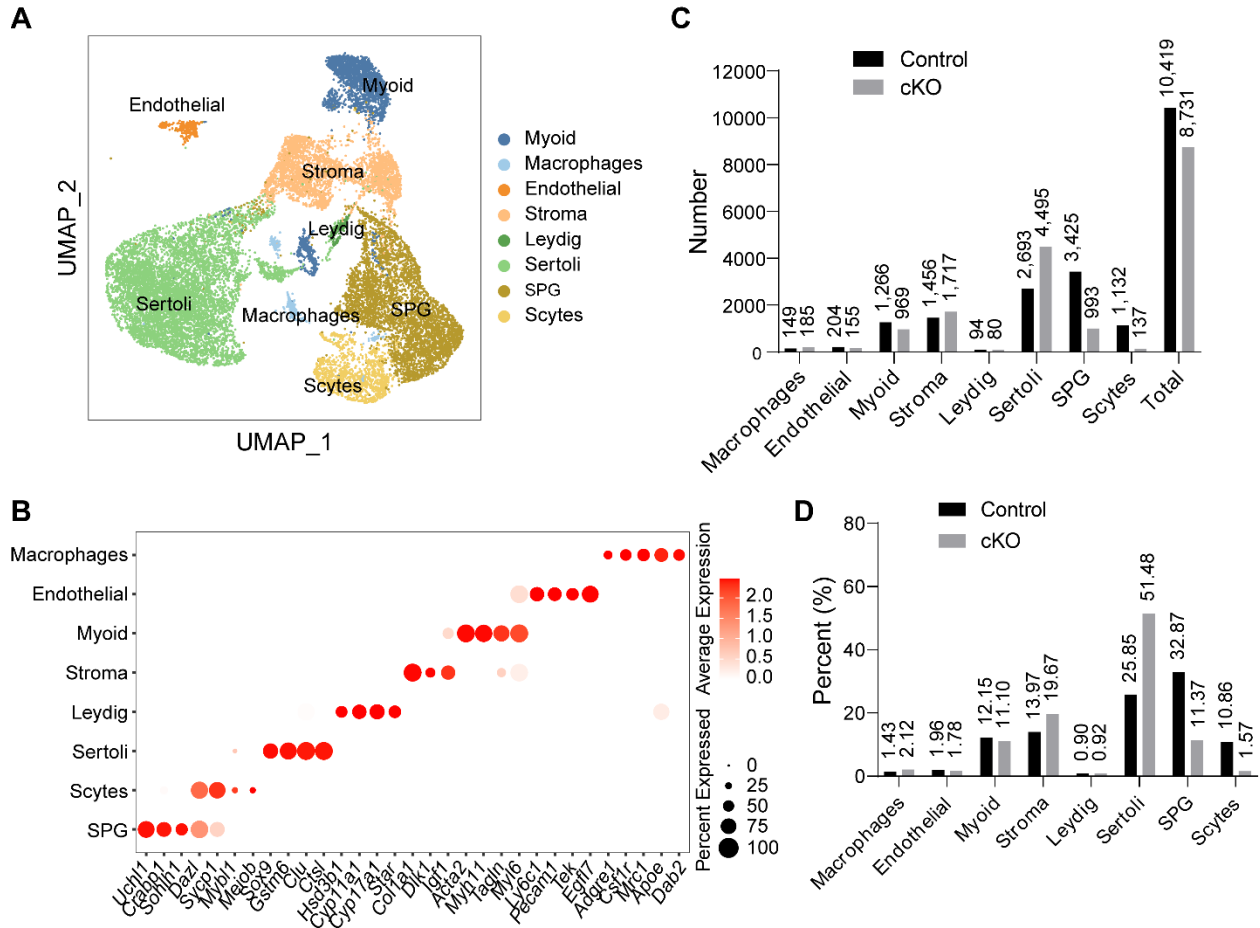 A
Endothelial
Myoid
Stroma
Leydig
Sertoli
Macrophages
SPG
Scytes
UMAP_2
UMAP_1
Myoid
Macrophages
Endothelial
Stroma
Leydig
Sertoli
SPG
Scytes
C
Control
cKO
Number
12000
10000
8000
6000
4000
2000
0
149
185
204
155
1,266
969
1,456
1,717
94
80
2,693
4,495
3,425
993
1,132
137
10,419
8,731
Macrophages
Endothelial
Myoid
Stroma
Leydig
Sertoli
SPG
Scytes
Total
B
Macrophages
Endothelial
Myoid
Stroma
Leydig
Sertoli
Scytes
SPG
Uchl1
Crabp1
Sohlh1
Dazl
Sycp1
Mybl1
Meiob
Sox9
Gstm6
Clu
Ctsl
Hsd3b1
Cyp11a1
Cyp17a1
Star
Col1a1
Dlk1
Igf1
Acta2
Myh11
Tagln
Myl6
Ly6c1
Pecam1
Tek
Egfl7
Adgre1
Csf1r
Mrc1
Apoe
Dab2
Average Expression
2.0
1.5
1.0
0.5
0.0
Percent Expressed
0
25
50
75
100
D
Control
cKO
Percent (%)
80
60
40
20
0
1.43
2.12
1.96
1.78
12.15
11.10
13.97
19.67
0.90
0.92
25.85
51.48
32.87
11.37
10.86
1.57
Macrophages
Endothelial
Myoid
Stroma
Leydig
Sertoli
SPG
Scytes